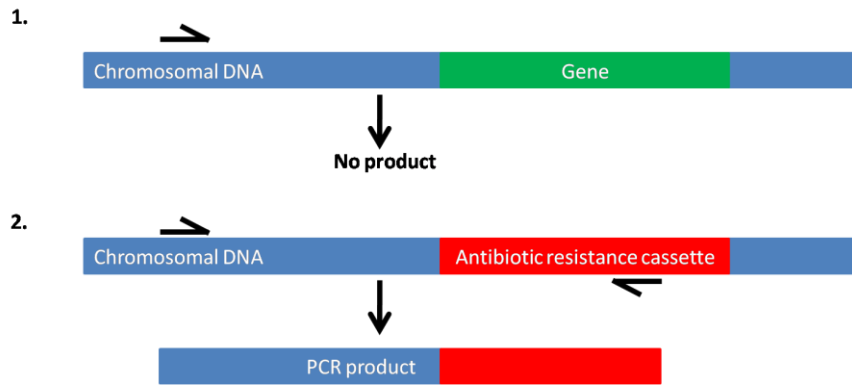 1.
Chromosomal DNA Gene
No product
2.
Chromosomal DNA Antibiotic resistance cassette
PCR product